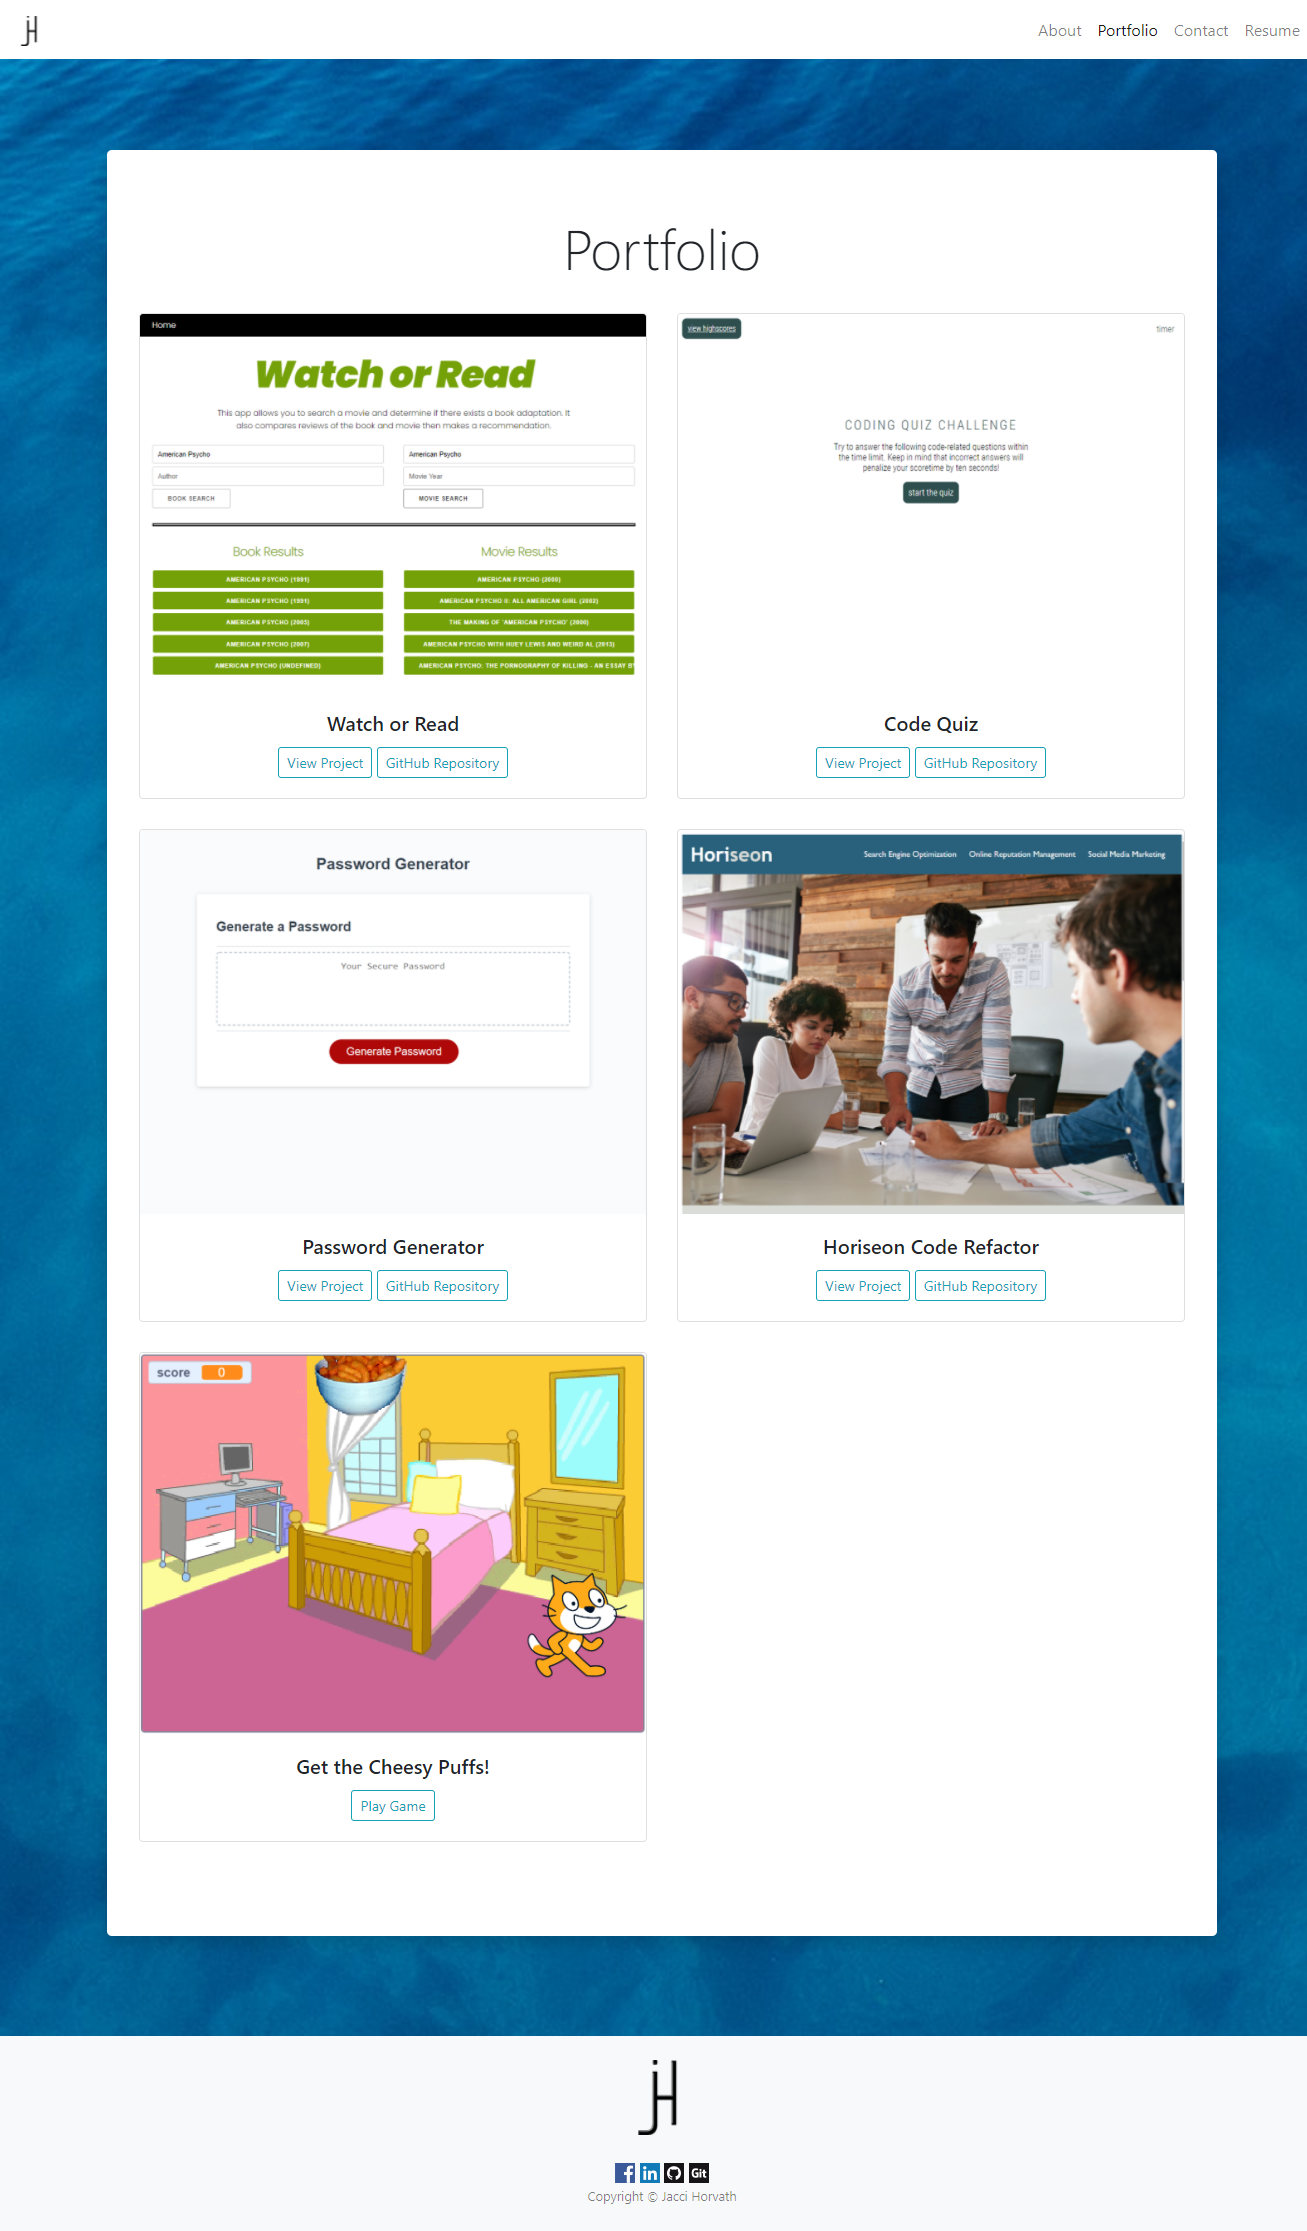 jH
About Portfolio Contact Resume
Portfolio
Home
Watch or Read
This app allows you to search a movie and determine if there exists a book adaptation. It
also compares reviews of the book and movie then makes a recommendation.
American Psycho
Author
BOOK SEARCH
American Psycho
Movie Year
MOVIE SEARCH
Book Results
AMERICAN PSYCHO (1991)
AMERICAN PSYCHO (1991)
AMERICAN PSYCHO (2003)
AMERICAN PSYCHO (2007)
AMERICAN PSYCHO (UNDEFINED)
Movie Results
AMERICAN PSYCHO (2000)
AMERICAN PSYCHO II: ALL AMERICAN GIRL (2002)
THE MAKING OF 'AMERICAN PSYCHO' (2000)
AMERICAN PSYCHO WITH HUEY LEWIS AND WEIRD AL (2013)
AMERICAN PSYCHO: THE PORNOGRAPHY OF KILLING - AN ESSAY BY
Watch or Read
View Project GitHub Repository
view highscores
timer
CODING QUIZ CHALLENGE
Try to answer the following code-related questions within
the time limit. Keep in mind that incorrect answers will
penalize your scoretime by ten seconds!
start the quiz
Code Quiz
View Project GitHub Repository
Password Generator
Generate a Password
Your Secure Password
Generate Password
Password Generator
View Project GitHub Repository
Horiseon
Search Engine Optimization Online Reputation Management Social Media Marketing
Horiseon Code Refactor
View Project GitHub Repository
score 0
Get the Cheesy Puffs!
Play Game
jH
f in Git
Copyright © Jacci Horvath